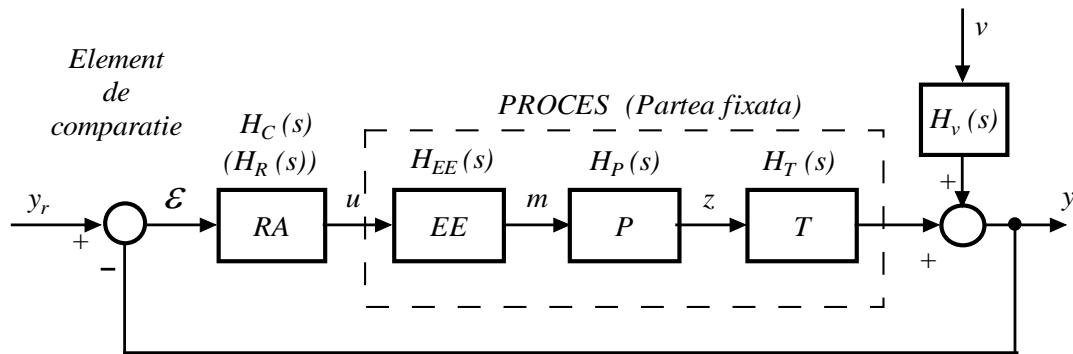 Element
de
comparatie
H_C(s)
(H_R(s))
PROCES (Partea fixata)
H_EE(s)
H_P(s)
H_T(s)
v
H_v(s)
y_r
+
−
ε
RA
u
EE
m
P
z
T
+
+
y